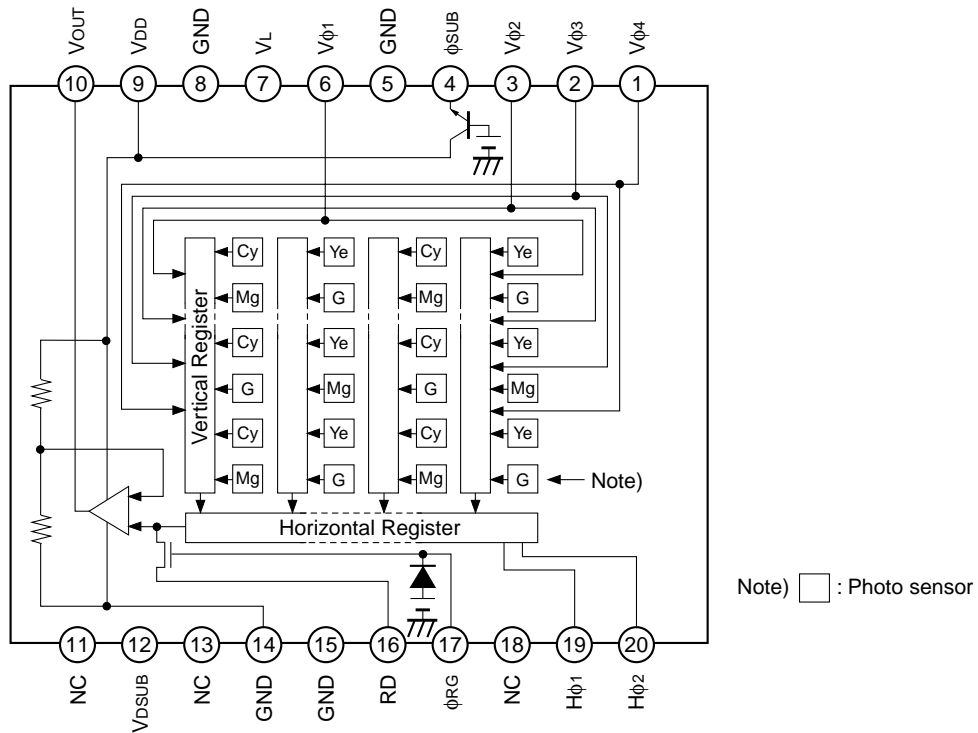 VOUT VDD GND VL Vφ1 GND φSUB Vφ2 Vφ3 Vφ4
10 9 8 7 6 5 4 3 2 1
Vertical Register
Cy Ye Cy Ye
Mg G Mg G
Cy Ye Cy Ye
G Mg G Mg
Cy Ye Cy Ye
Mg G Mg G
Note)
Horizontal Register
Note) : Photo sensor
11 12 13 14 15 16 17 18 19 20
NC VDSUB NC GND GND RD φRG NC Hφ1 Hφ2